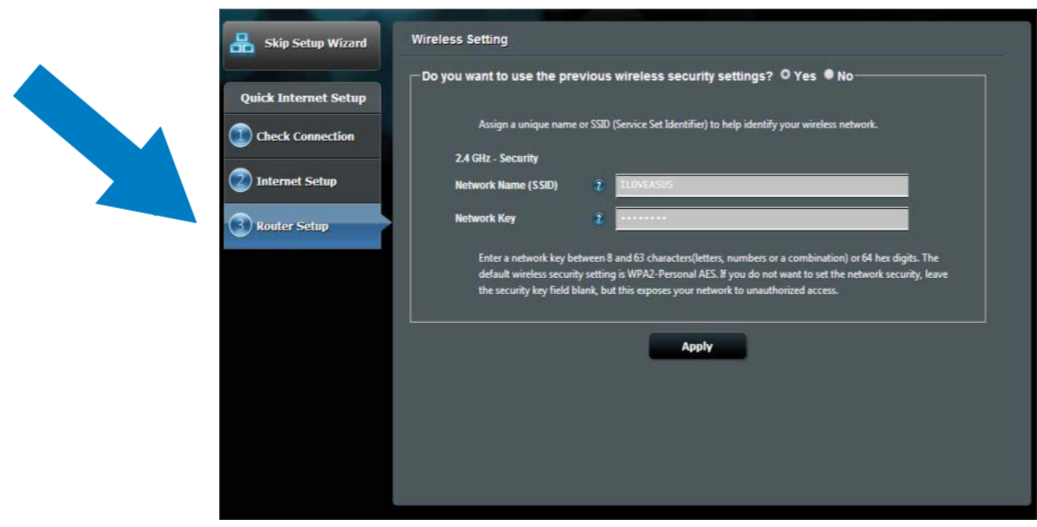 Skip Setup Wizard
Quick Internet Setup
1 Check Connection
2 Internet Setup
3 Router Setup
Wireless Setting
Do you want to use the previous wireless security settings? Yes No
Assign a unique name or SSID (Service Set Identifier) to help identify your wireless network.
2.4 GHz - Security
Network Name (SSID) ? ILOVEASUS
Network Key ? ········
Enter a network key between 8 and 63 characters(letters, numbers or a combination) or 64 hex digits. The
default wireless security setting is WPA2-Personal AES. If you do not want to set the network security, leave
the security key field blank, but this exposes your network to unauthorized access.
Apply